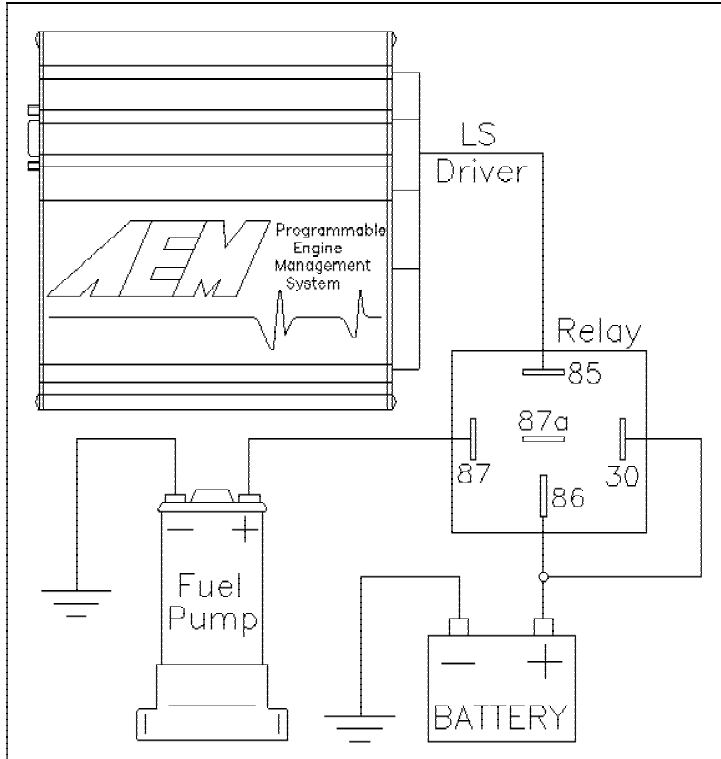 LS
Driver
AEM
Programmable
Engine
Management
System
Relay
85
87a
87
30
86
− +
Fuel
Pump
− +
BATTERY